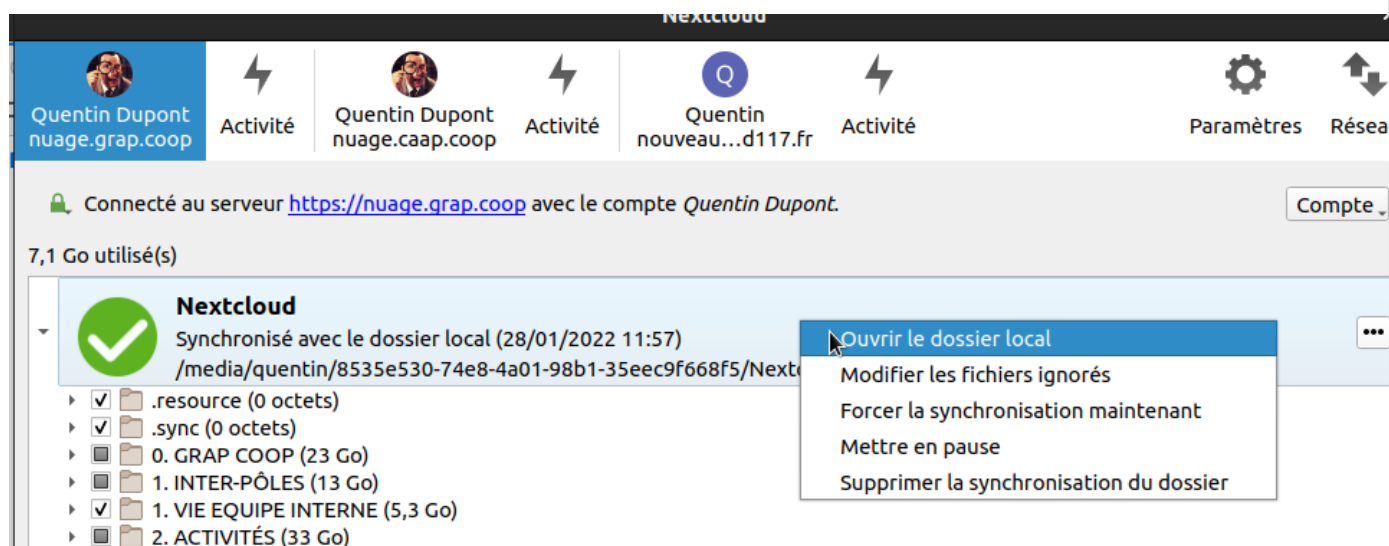 Nextcloud
Quentin Dupont
nuage.grap.coop
Activité
Quentin Dupont
nuage.caap.coop
Activité
Q
Quentin
nouveau...d117.fr
Activité
Paramètres
Résea
Connecté au serveur https://nuage.grap.coop avec le compte Quentin Dupont.
Compte
7,1 Go utilisé(s)
Nextcloud
Synchronisé avec le dossier local (28/01/2022 11:57)
/media/quentin/8535e530-74e8-4a01-98b1-35eec9f668f5/Nextc
Ouvrir le dossier local
Modifier les fichiers ignorés
Forcer la synchronisation maintenant
Mettre en pause
Supprimer la synchronisation du dossier
.resource (0 octets)
.sync (0 octets)
0. GRAP COOP (23 Go)
1. INTER-PÔLES (13 Go)
1. VIE EQUIPE INTERNE (5,3 Go)
2. ACTIVITÉS (33 Go)